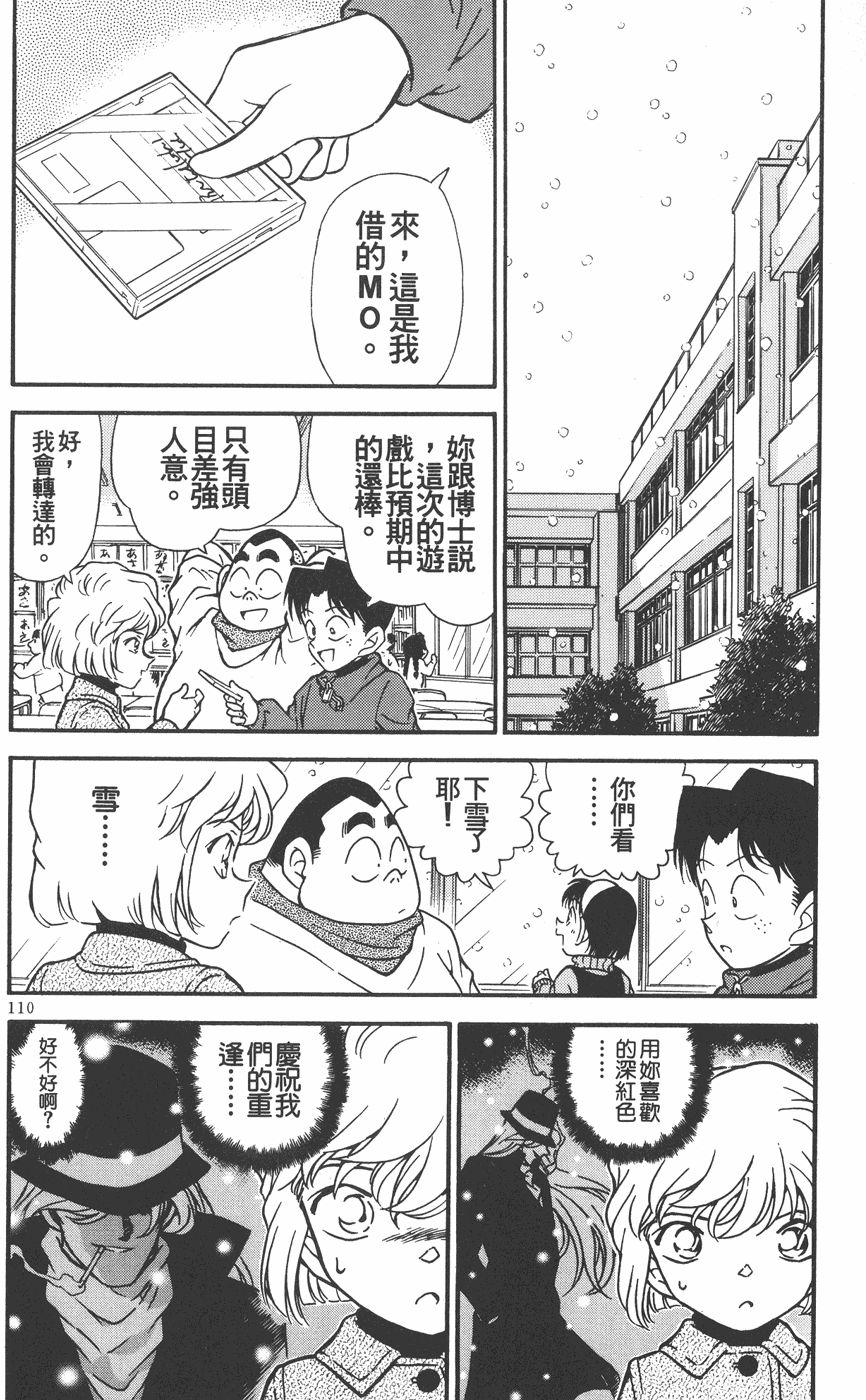 來，這是我
借的MO。
妳跟博士說
，這次的遊
戲比預期中
的還棒。
只有頭
目差強
人意。
好，
我會轉達的。
你們看
……
下雪了
耶！
雪……
110
用妳喜歡
的深紅色
……
慶祝我
們的重
逢……
好不好啊？